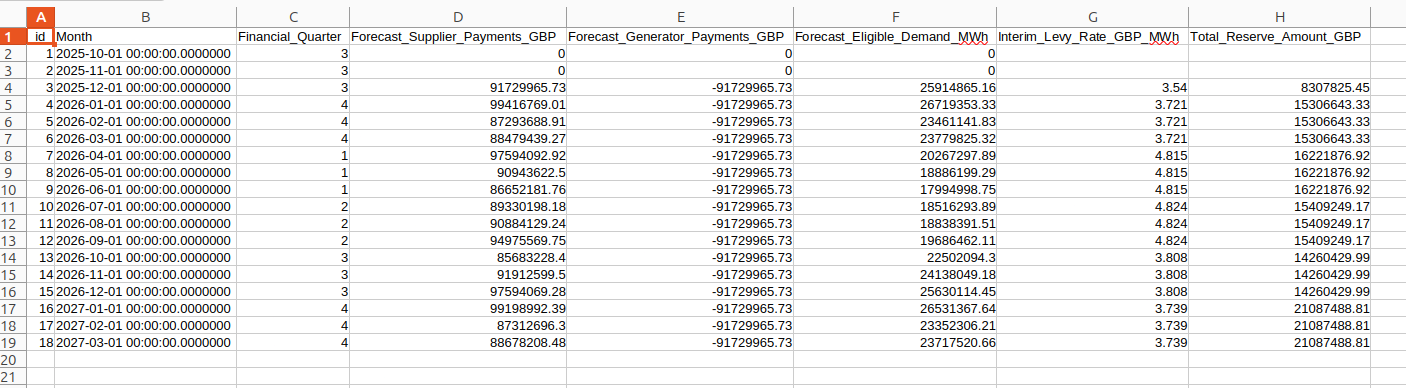 A B C D E F G H
1 id Month Financial_Quarter Forecast_Supplier_Payments_GBP Forecast_Generator_Payments_GBP Forecast_Eligible_Demand_MWh Interim_Levy_Rate_GBP_MWh Total_Reserve_Amount_GBP
2 1 2025-10-01 00:00:00.0000000 3 0 0 0
3 2 2025-11-01 00:00:00.0000000 3 0 0 0
4 3 2025-12-01 00:00:00.0000000 3 91729965.73 -91729965.73 25914865.16 3.54 8307825.45
5 4 2026-01-01 00:00:00.0000000 4 99416769.01 -91729965.73 26719353.33 3.721 15306643.33
6 5 2026-02-01 00:00:00.0000000 4 87293688.91 -91729965.73 23461141.83 3.721 15306643.33
7 6 2026-03-01 00:00:00.0000000 4 88479439.27 -91729965.73 23779825.32 3.721 15306643.33
8 7 2026-04-01 00:00:00.0000000 1 97594092.92 -91729965.73 20267297.89 4.815 16221876.92
9 8 2026-05-01 00:00:00.0000000 1 90943622.5 -91729965.73 18886199.29 4.815 16221876.92
10 9 2026-06-01 00:00:00.0000000 1 86652181.76 -91729965.73 17994998.75 4.815 16221876.92
11 10 2026-07-01 00:00:00.0000000 2 89330198.18 -91729965.73 18516293.89 4.824 15409249.17
12 11 2026-08-01 00:00:00.0000000 2 90884129.24 -91729965.73 18838391.51 4.824 15409249.17
13 12 2026-09-01 00:00:00.0000000 2 94975569.75 -91729965.73 19686462.11 4.824 15409249.17
14 13 2026-10-01 00:00:00.0000000 3 85683228.4 -91729965.73 22502094.3 3.808 14260429.99
15 14 2026-11-01 00:00:00.0000000 3 91912599.5 -91729965.73 24138049.18 3.808 14260429.99
16 15 2026-12-01 00:00:00.0000000 3 97594069.28 -91729965.73 25630114.45 3.808 14260429.99
17 16 2027-01-01 00:00:00.0000000 4 99198992.39 -91729965.73 26531367.64 3.739 21087488.81
18 17 2027-02-01 00:00:00.0000000 4 87312696.3 -91729965.73 23352306.21 3.739 21087488.81
19 18 2027-03-01 00:00:00.0000000 4 88678208.48 -91729965.73 23717520.66 3.739 21087488.81
20
21